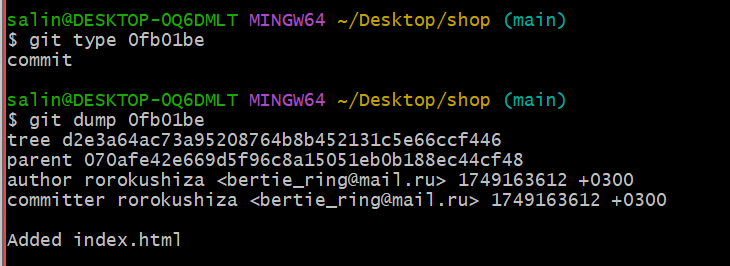 salin@DESKTOP-OQ6DMLT MINGW64 ~/Desktop/shop (main)
$ git type 0fb01be
commit
salin@DESKTOP-OQ6DMLT MINGW64 ~/Desktop/shop (main)
$ git dump 0fb01be
tree d2e3a64ac73a95208764b8b452131c5e66ccf446
parent 070afe42e669d5f96c8a15051eb0b188ec44cf48
author rorokushiza <bertie_ring@mail.ru> 1749163612 +0300
committer rorokushiza <bertie_ring@mail.ru> 1749163612 +0300
Added index.html